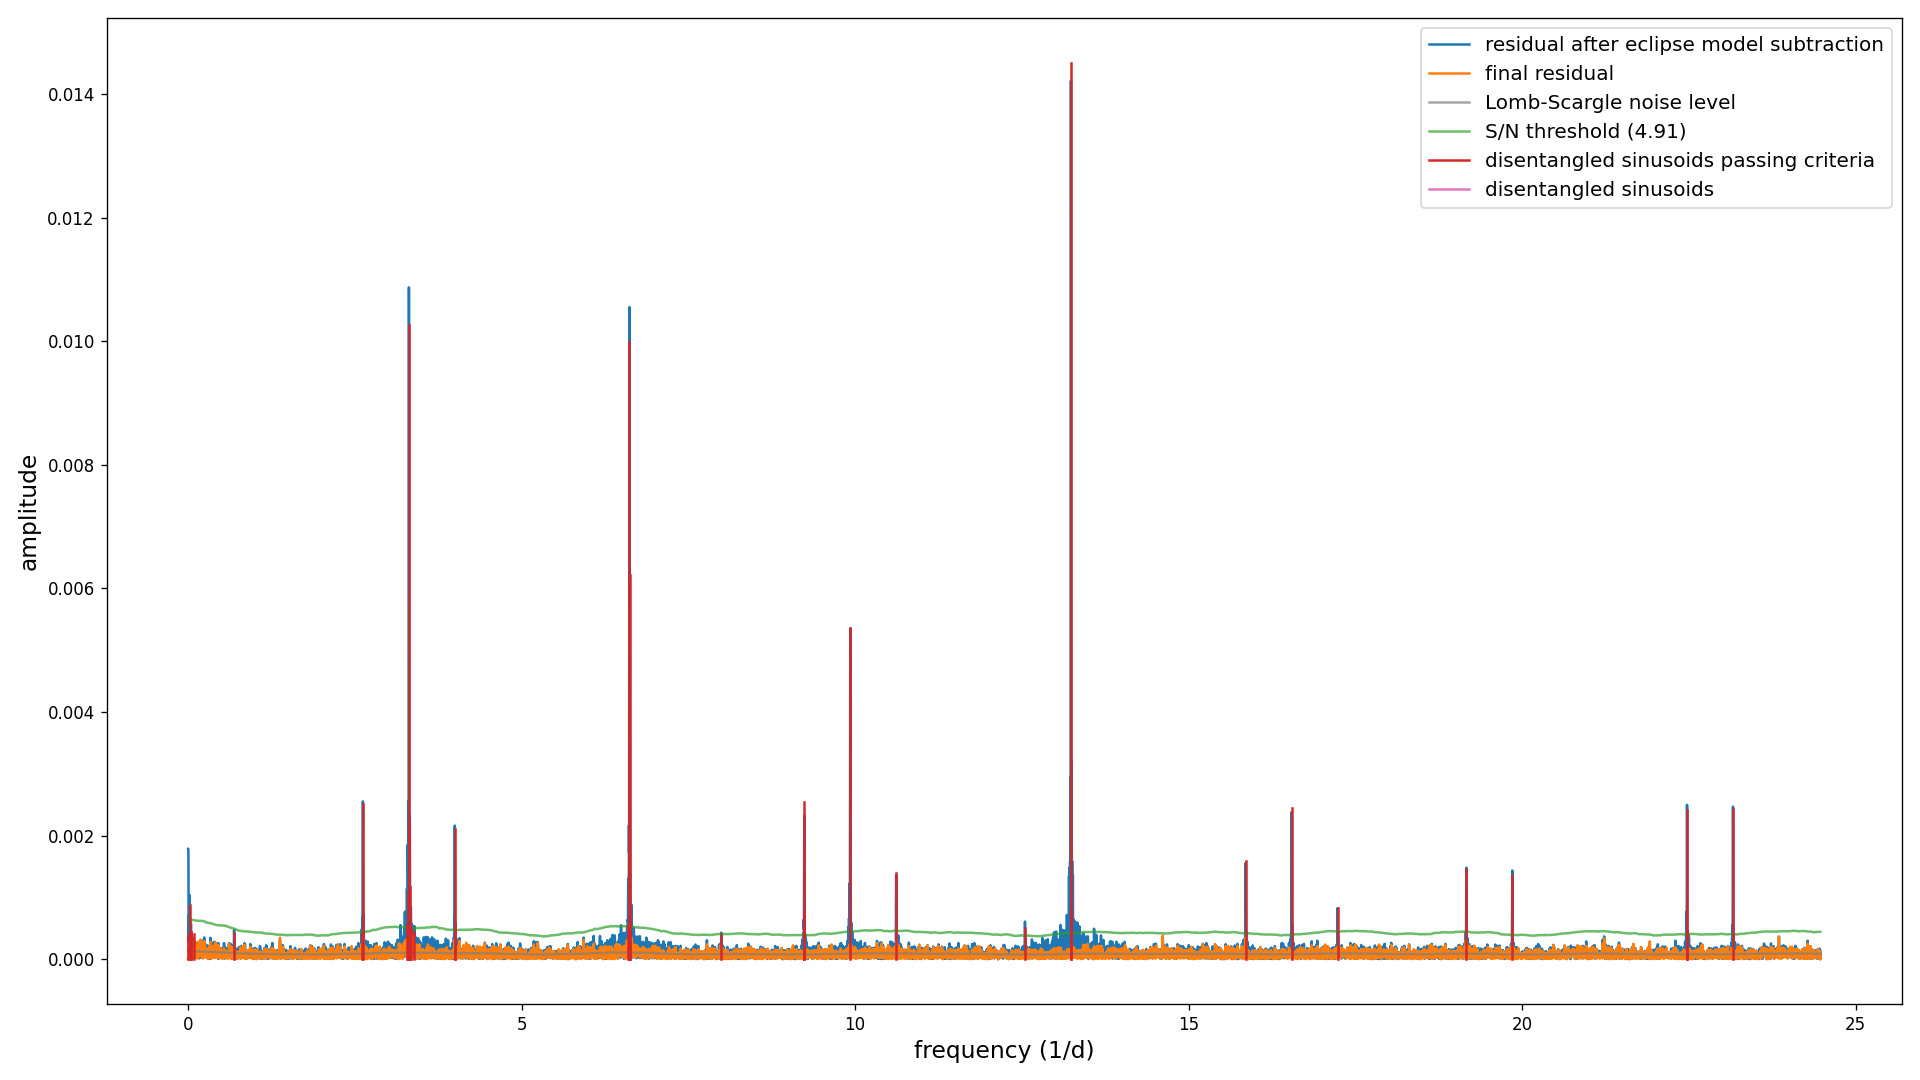 residual after eclipse model subtraction
final residual
Lomb-Scargle noise level
S/N threshold (4.91)
disentangled sinusoids passing criteria
disentangled sinusoids
0.014
0.012
0.010
0.008
0.006
0.004
0.002
0.000
amplitude
0 5 10 15 20 25
frequency (1/d)